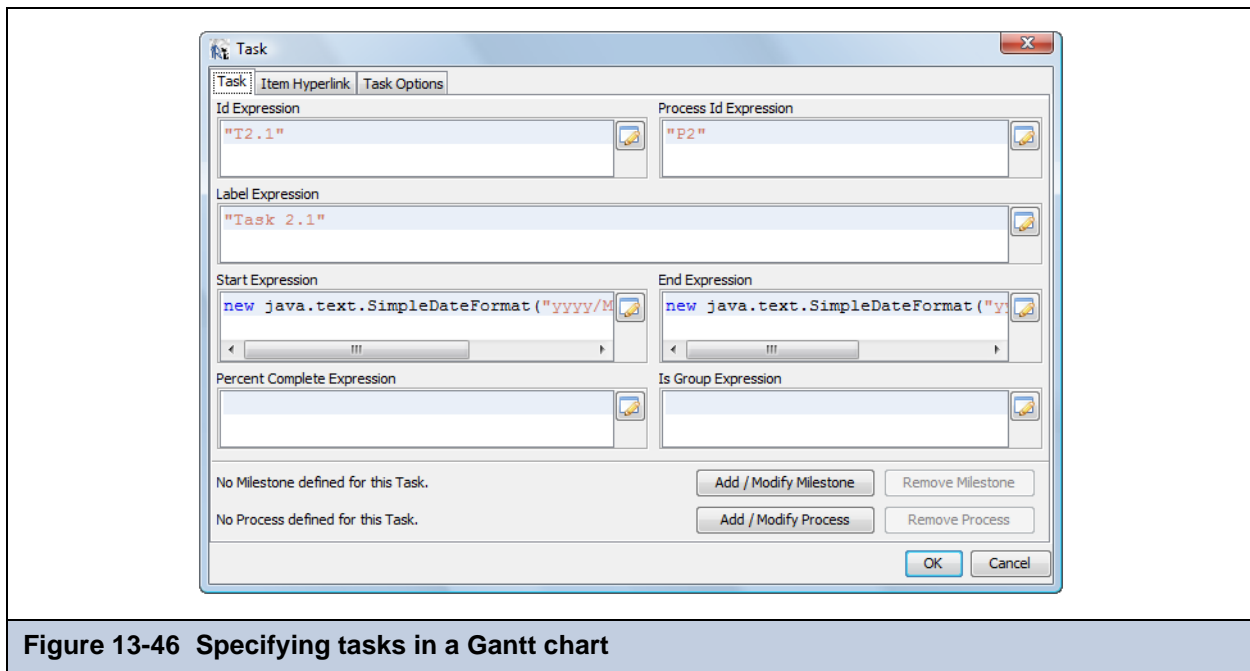 Task
Task Item Hyperlink Task Options
Id Expression Process Id Expression
"T2.1" "P2"
Label Expression
"Task 2.1"
Start Expression End Expression
new java.text.SimpleDateFormat("yyyy/M new java.text.SimpleDateFormat("y
Percent Complete Expression Is Group Expression
No Milestone defined for this Task. Add / Modify Milestone Remove Milestone
No Process defined for this Task. Add / Modify Process Remove Process
OK Cancel
Figure 13-46 Specifying tasks in a Gantt chart